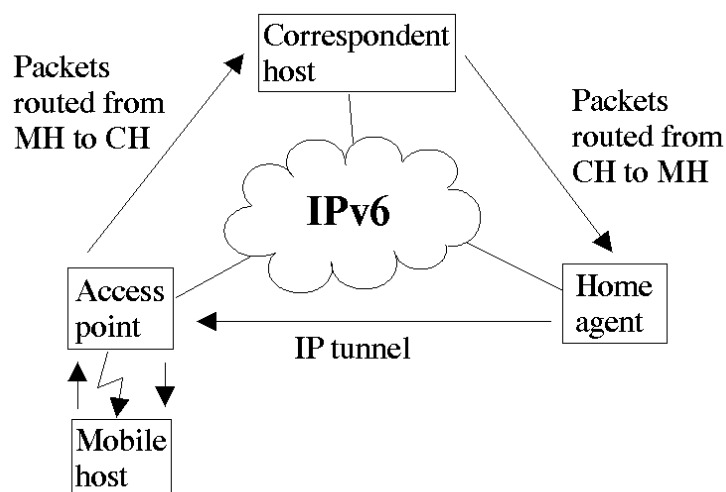 Correspondent
host
Packets
routed from
MH to CH
Packets
routed from
CH to MH
IPv6
Access
point
Home
agent
IP tunnel
Mobile
host